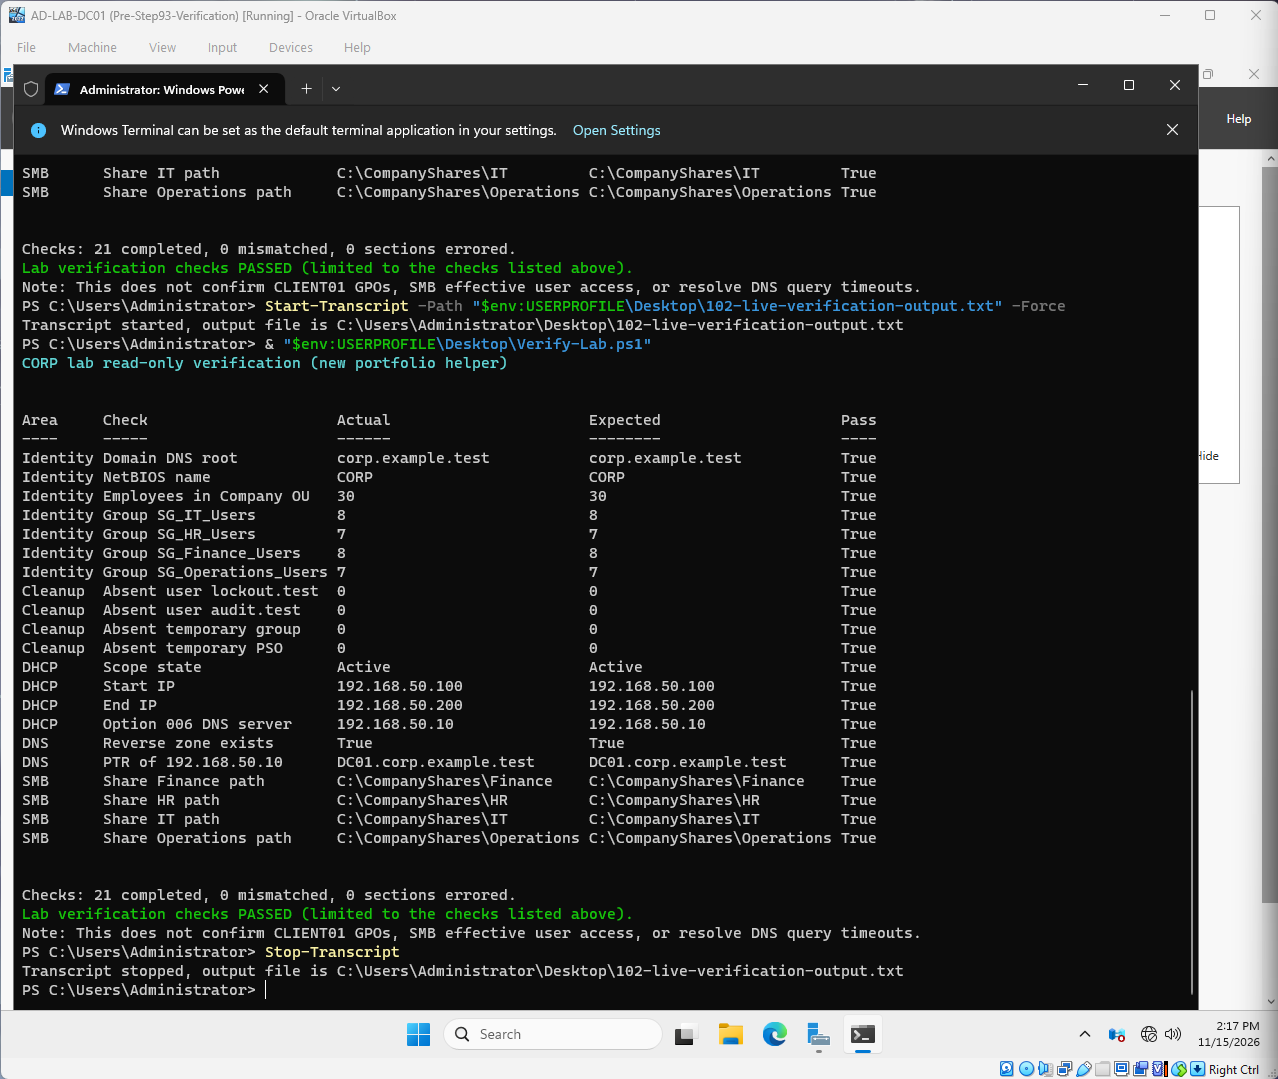 AD-LAB-DC01 (Pre-Step93-Verification) [Running] - Oracle VirtualBox
File Machine View Input Devices Help
Administrator: Windows Powe
Help
Windows Terminal can be set as the default terminal application in your settings. Open Settings
SMB Share IT path C:\CompanyShares\IT C:\CompanyShares\IT True
SMB Share Operations path C:\CompanyShares\Operations C:\CompanyShares\Operations True
Checks: 21 completed, 0 mismatched, 0 sections errored.
Lab verification checks PASSED (limited to the checks listed above).
Note: This does not confirm CLIENT01 GPOs, SMB effective user access, or resolve DNS query timeouts.
PS C:\Users\Administrator> Start-Transcript -Path "$env:USERPROFILE\Desktop\102-live-verification-output.txt" -Force
Transcript started, output file is C:\Users\Administrator\Desktop\102-live-verification-output.txt
PS C:\Users\Administrator> & "$env:USERPROFILE\Desktop\Verify-Lab.ps1"
CORP lab read-only verification (new portfolio helper)
Area Check Actual Expected Pass
---- ----- ------ -------- ----
Identity Domain DNS root corp.example.test corp.example.test True
Identity NetBIOS name CORP CORP True
Identity Employees in Company OU 30 30 True
Identity Group SG_IT_Users 8 8 True
Identity Group SG_HR_Users 7 7 True
Identity Group SG_Finance_Users 8 8 True
Identity Group SG_Operations_Users 7 7 True
Cleanup Absent user lockout.test 0 0 True
Cleanup Absent user audit.test 0 0 True
Cleanup Absent temporary group 0 0 True
Cleanup Absent temporary PSO 0 0 True
DHCP Scope state Active Active True
DHCP Start IP 192.168.50.100 192.168.50.100 True
DHCP End IP 192.168.50.200 192.168.50.200 True
DHCP Option 006 DNS server 192.168.50.10 192.168.50.10 True
DNS Reverse zone exists True True True
DNS PTR of 192.168.50.10 DC01.corp.example.test DC01.corp.example.test True
SMB Share Finance path C:\CompanyShares\Finance C:\CompanyShares\Finance True
SMB Share HR path C:\CompanyShares\HR C:\CompanyShares\HR True
SMB Share IT path C:\CompanyShares\IT C:\CompanyShares\IT True
SMB Share Operations path C:\CompanyShares\Operations C:\CompanyShares\Operations True
Checks: 21 completed, 0 mismatched, 0 sections errored.
Lab verification checks PASSED (limited to the checks listed above).
Note: This does not confirm CLIENT01 GPOs, SMB effective user access, or resolve DNS query timeouts.
PS C:\Users\Administrator> Stop-Transcript
Transcript stopped, output file is C:\Users\Administrator\Desktop\102-live-verification-output.txt
PS C:\Users\Administrator>
Hide
Search
2:17 PM
11/15/2026
Right Ctrl